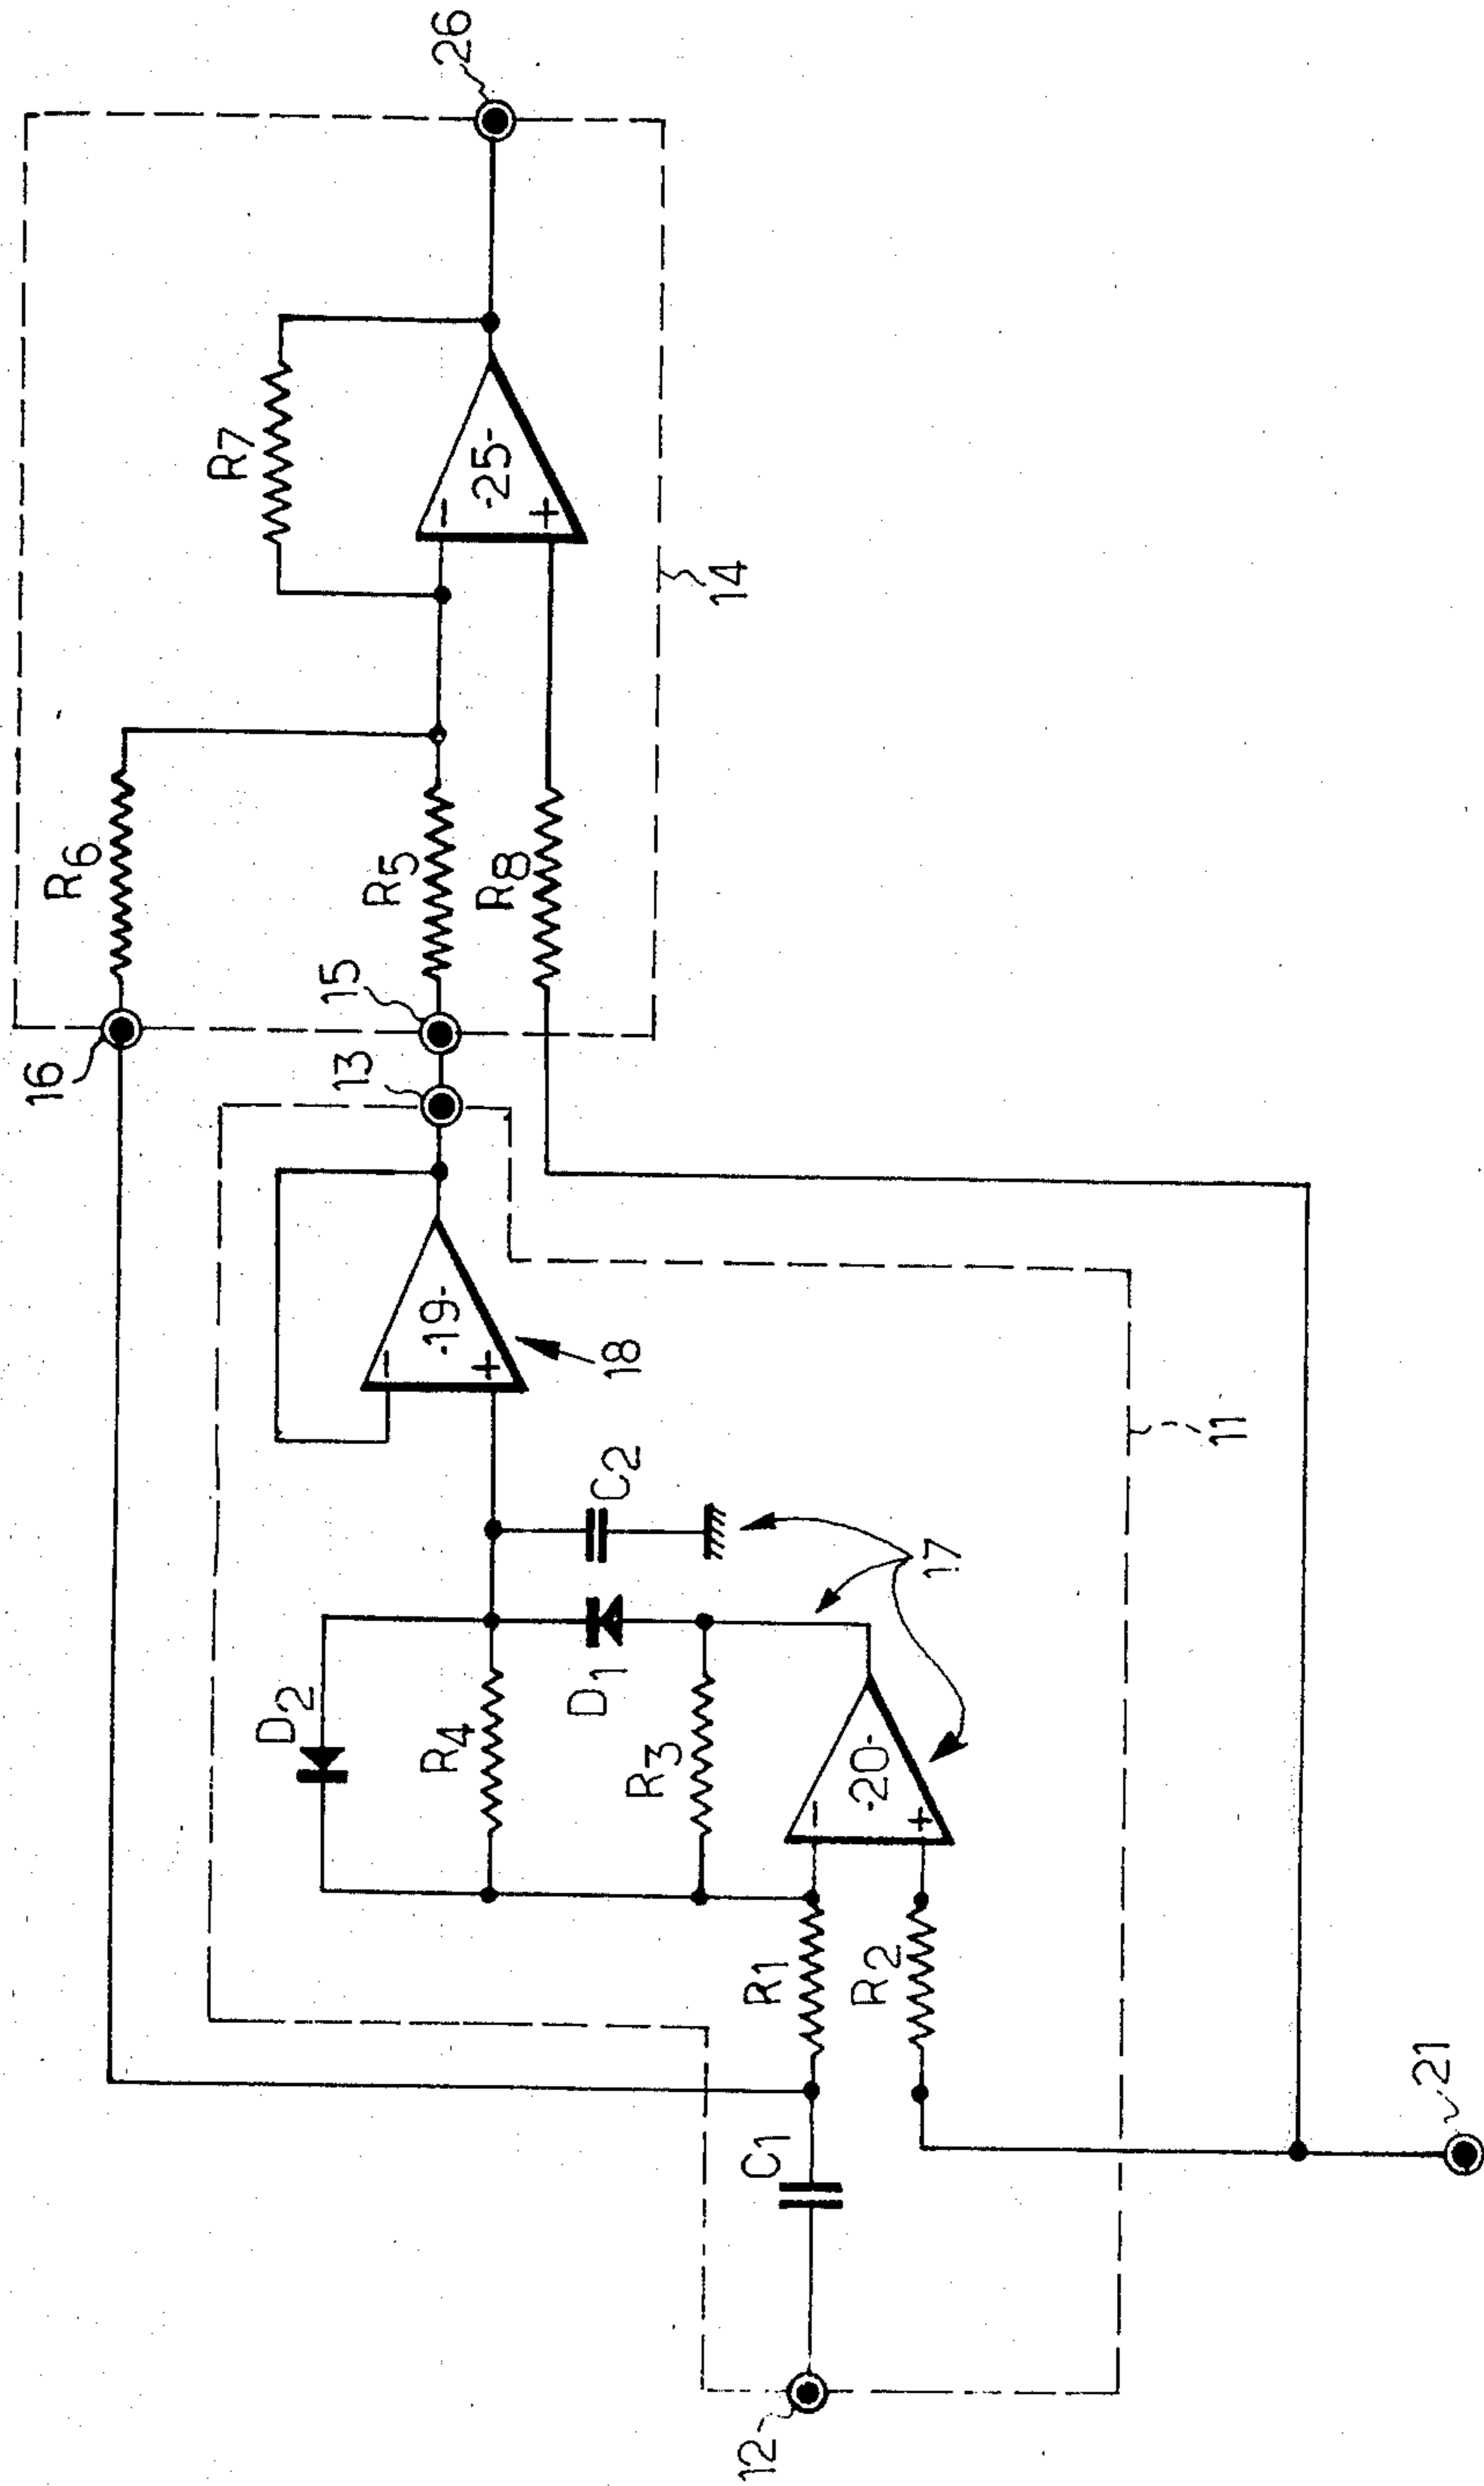 26
R7
-25-
- +
14
R6
R5
R8
16
15
13
-19-
- +
18
11
C2
17
D2
R4
D1
R3
-20-
- +
R1
R2
C1
12
21